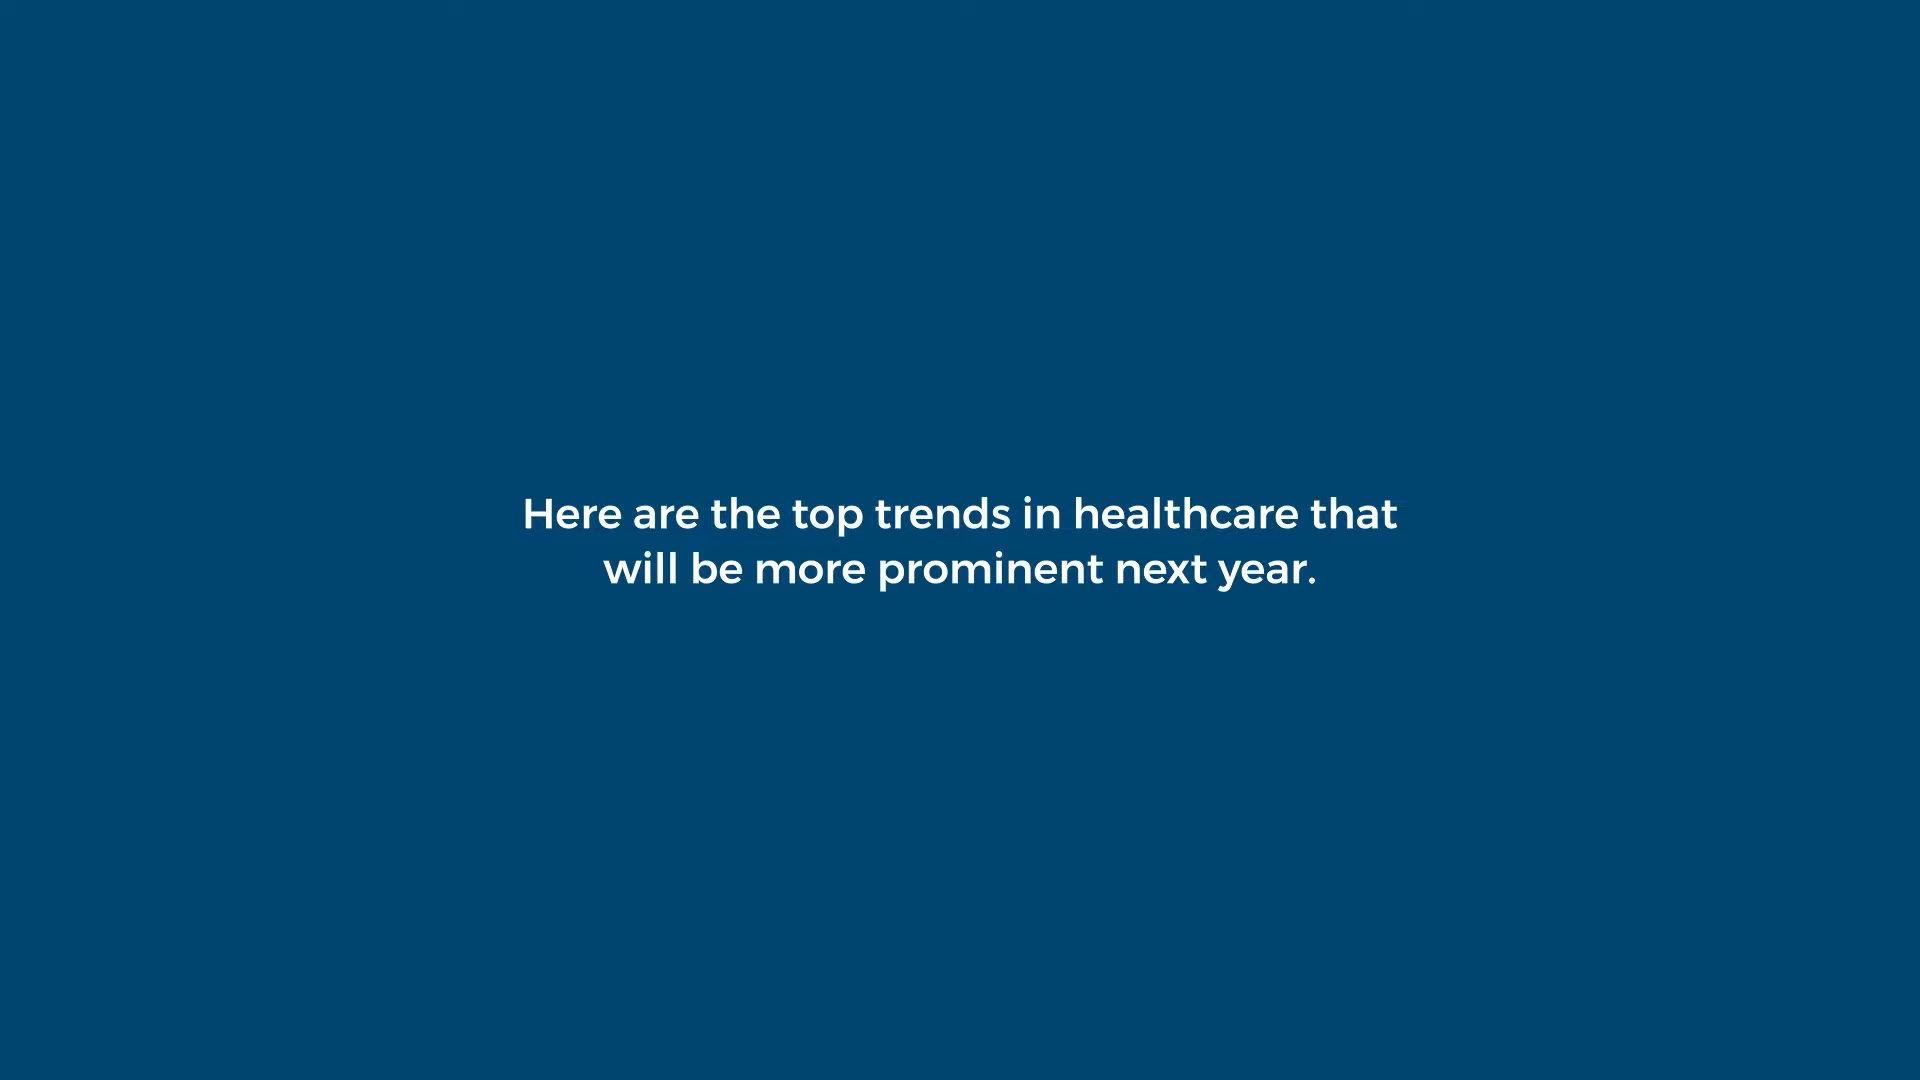 Here are the top trends in healthcare that
will be more prominent next year.